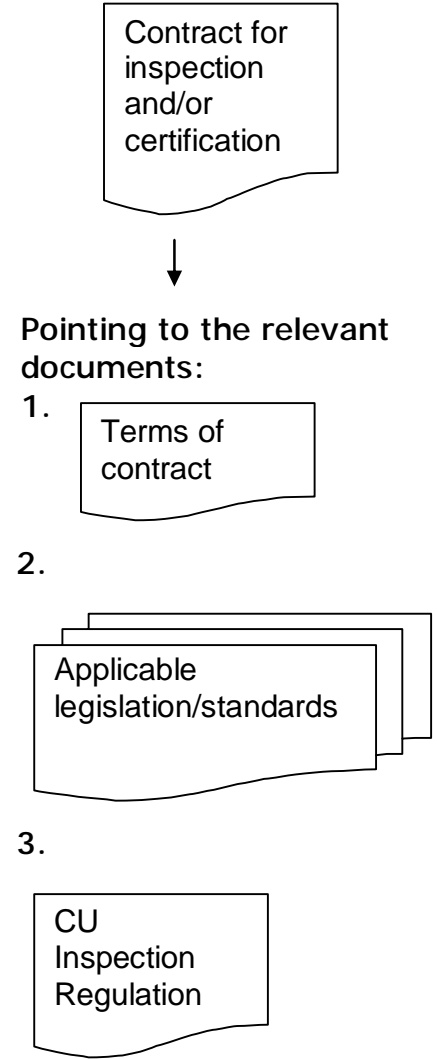 Contract for
inspection
and/or
certification
Pointing to the relevant
documents:
1.
Terms of
contract
2.
Applicable
legislation/standards
3.
CU
Inspection
Regulation